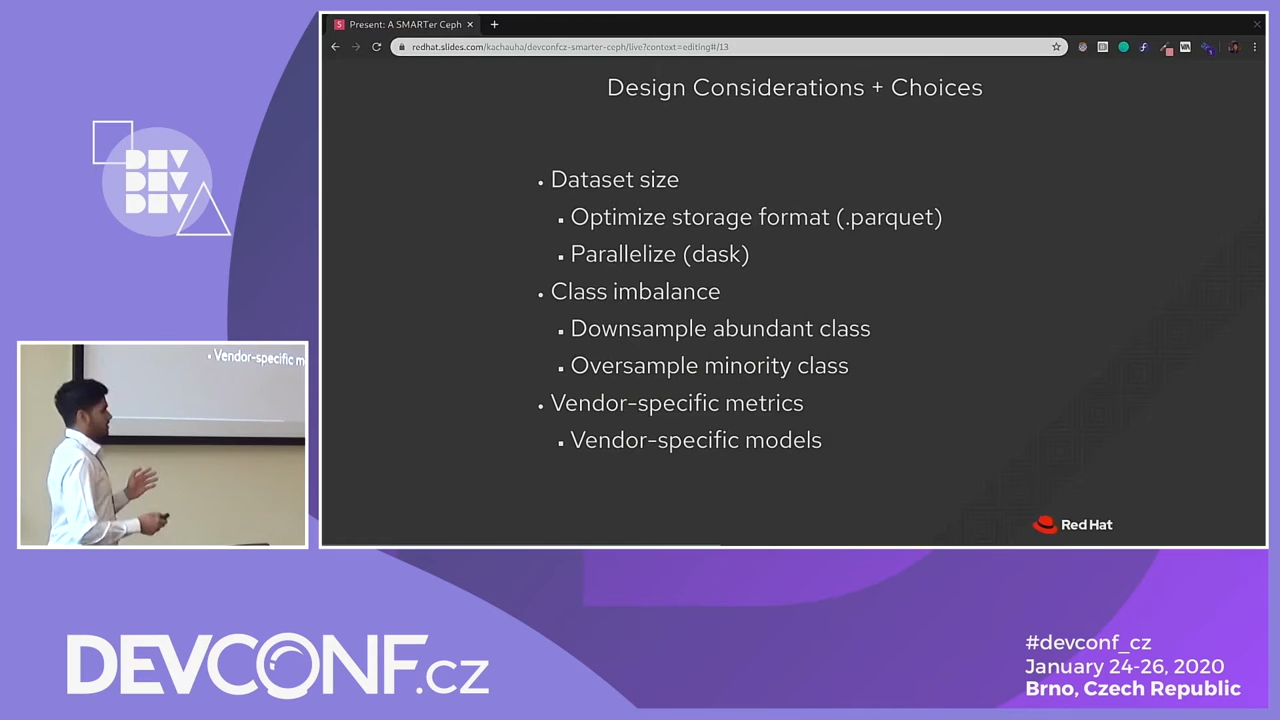 Present: A SMARTer Ceph
redhat.slides.com/kachauha/devconfcz-smarter-ceph/live?context=editing#/13
Design Considerations + Choices
• Dataset size
▪ Optimize storage format (.parquet)
▪ Parallelize (dask)
• Class imbalance
▪ Downsample abundant class
▪ Oversample minority class
• Vendor-specific metrics
▪ Vendor-specific models
Red Hat
DEV
DEV
DEV
• Vendor-specific m
DEVCONF.cz
#devconf_cz
January 24-26, 2020
Brno, Czech Republic